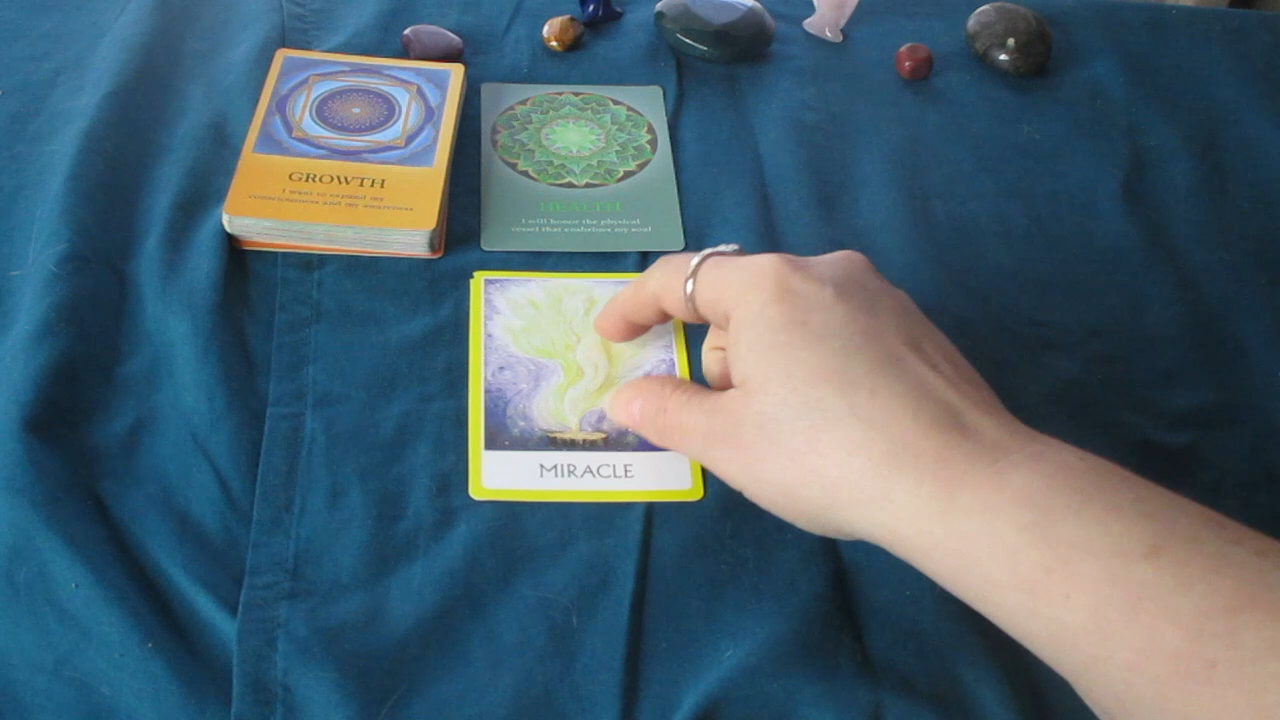 GROWTH
I want to expand my
consciousness and my awareness
HEALTH
I will honor the physical
vessel that enshrines my soul
MIRACLE